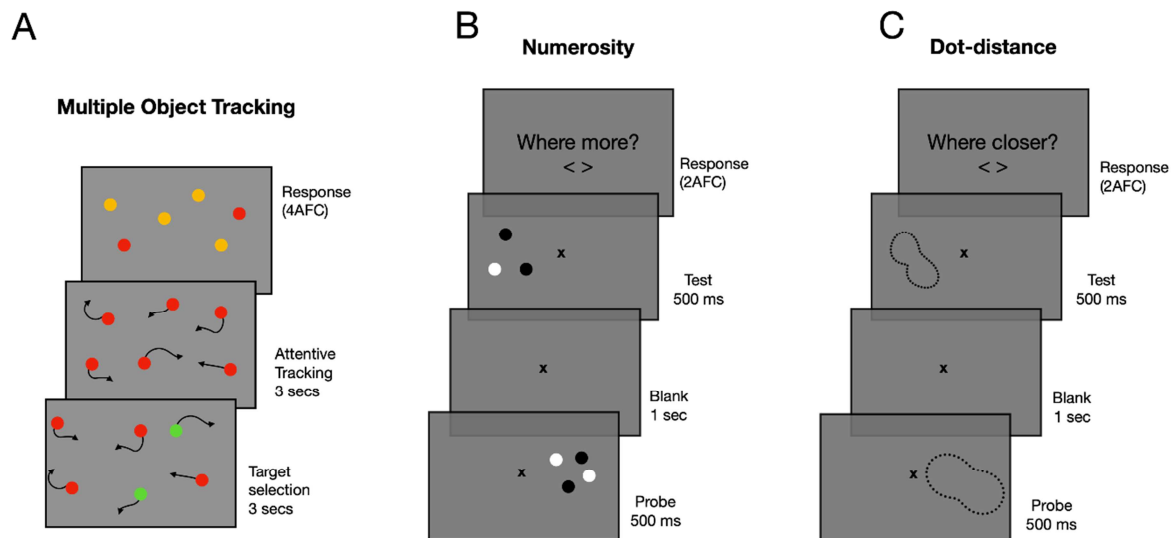 A
Multiple Object Tracking
Response
(4AFC)
Attentive
Tracking
3 secs
Target
selection
3 secs
B
Numerosity
Where more?
< >
Response
(2AFC)
x
Test
500 ms
x
Blank
1 sec
x
Probe
500 ms
C
Dot-distance
Where closer?
< >
Response
(2AFC)
x
Test
500 ms
x
Blank
1 sec
x
Probe
500 ms